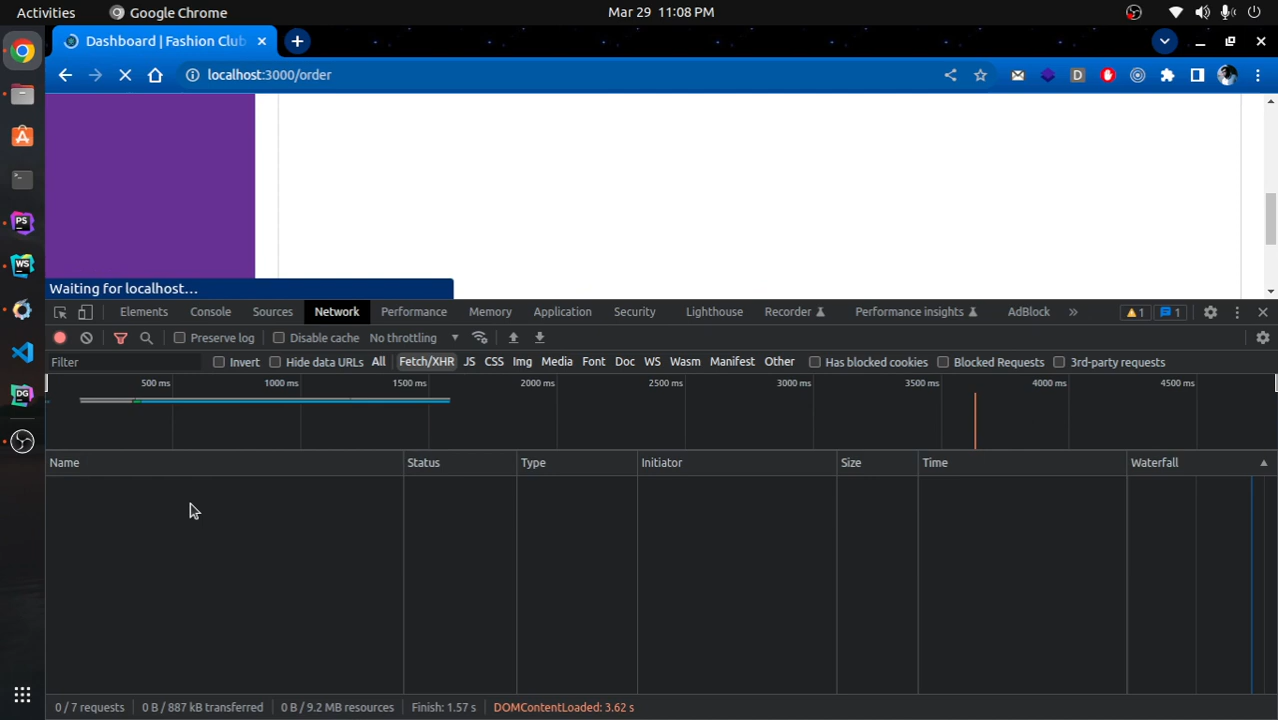 Activities
Google Chrome
Mar 29 11:08 PM
Dashboard | Fashion Club
localhost:3000/order
D
PS
WS
DG
Waiting for localhost...
Elements Console Sources Network Performance Memory Application Security Lighthouse Recorder Performance insights AdBlock » 1 1
Preserve log Disable cache No throttling
Filter Invert Hide data URLs All Fetch/XHR JS CSS Img Media Font Doc WS Wasm Manifest Other Has blocked cookies Blocked Requests 3rd-party requests
500 ms 1000 ms 1500 ms 2000 ms 2500 ms 3000 ms 3500 ms 4000 ms 4500 ms
Name Status Type Initiator Size Time Waterfall
0 / 7 requests 0 B / 887 kB transferred 0 B / 9.2 MB resources Finish: 1.57 s DOMContentLoaded: 3.62 s